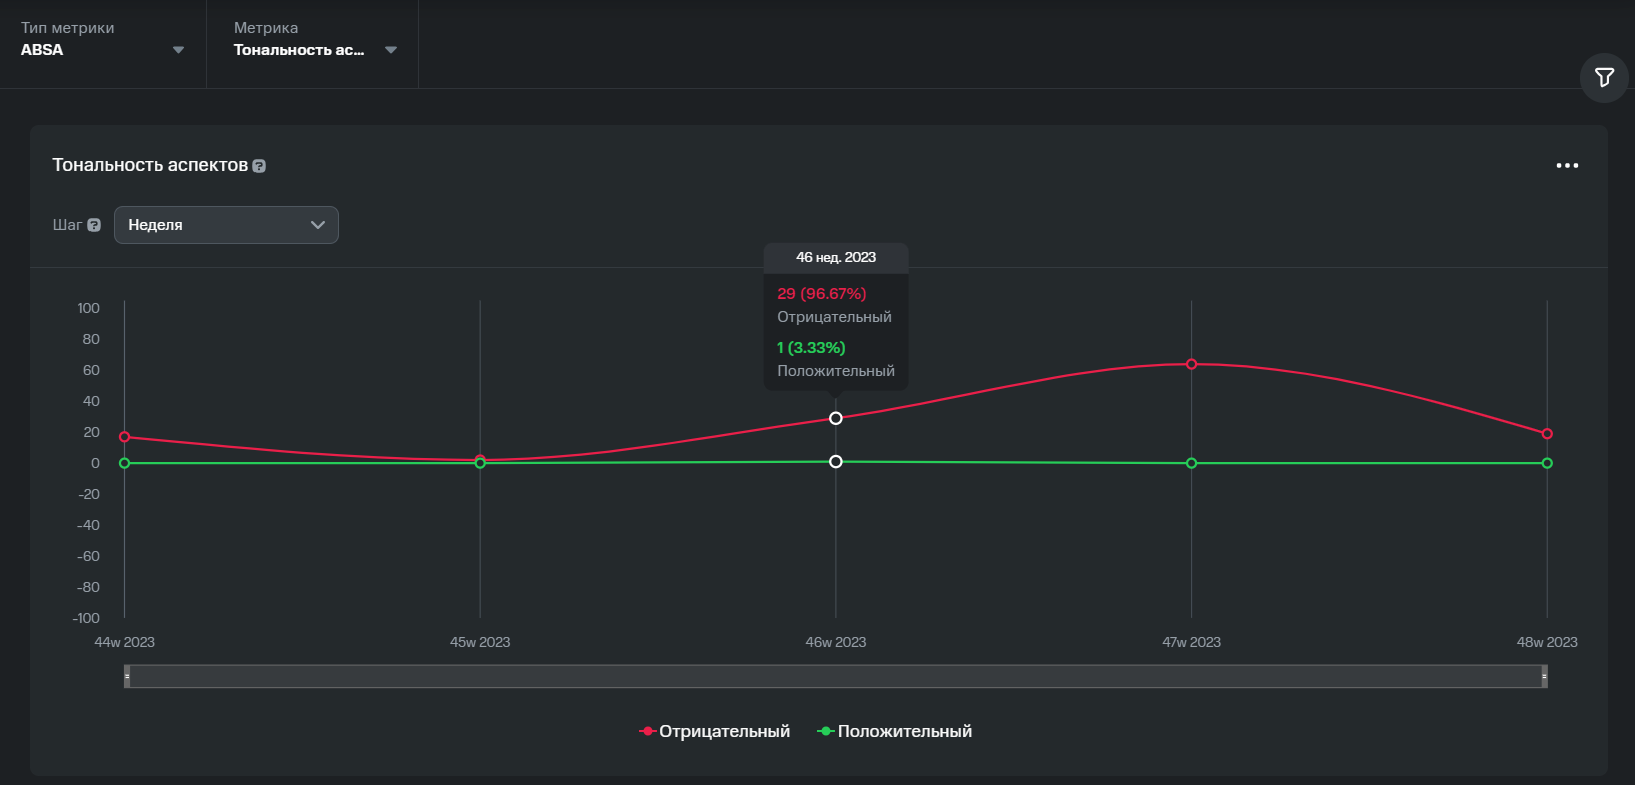 Тип метрики
ABSA
Метрика
Тональность ас...
Тональность аспектов
Шаг
Неделя
46 нед. 2023
29 (96.67%)
Отрицательный
1 (3.33%)
Положительный
100
80
60
40
20
0
-20
-40
-60
-80
-100
44w 2023
45w 2023
46w 2023
47w 2023
48w 2023
Отрицательный
Положительный